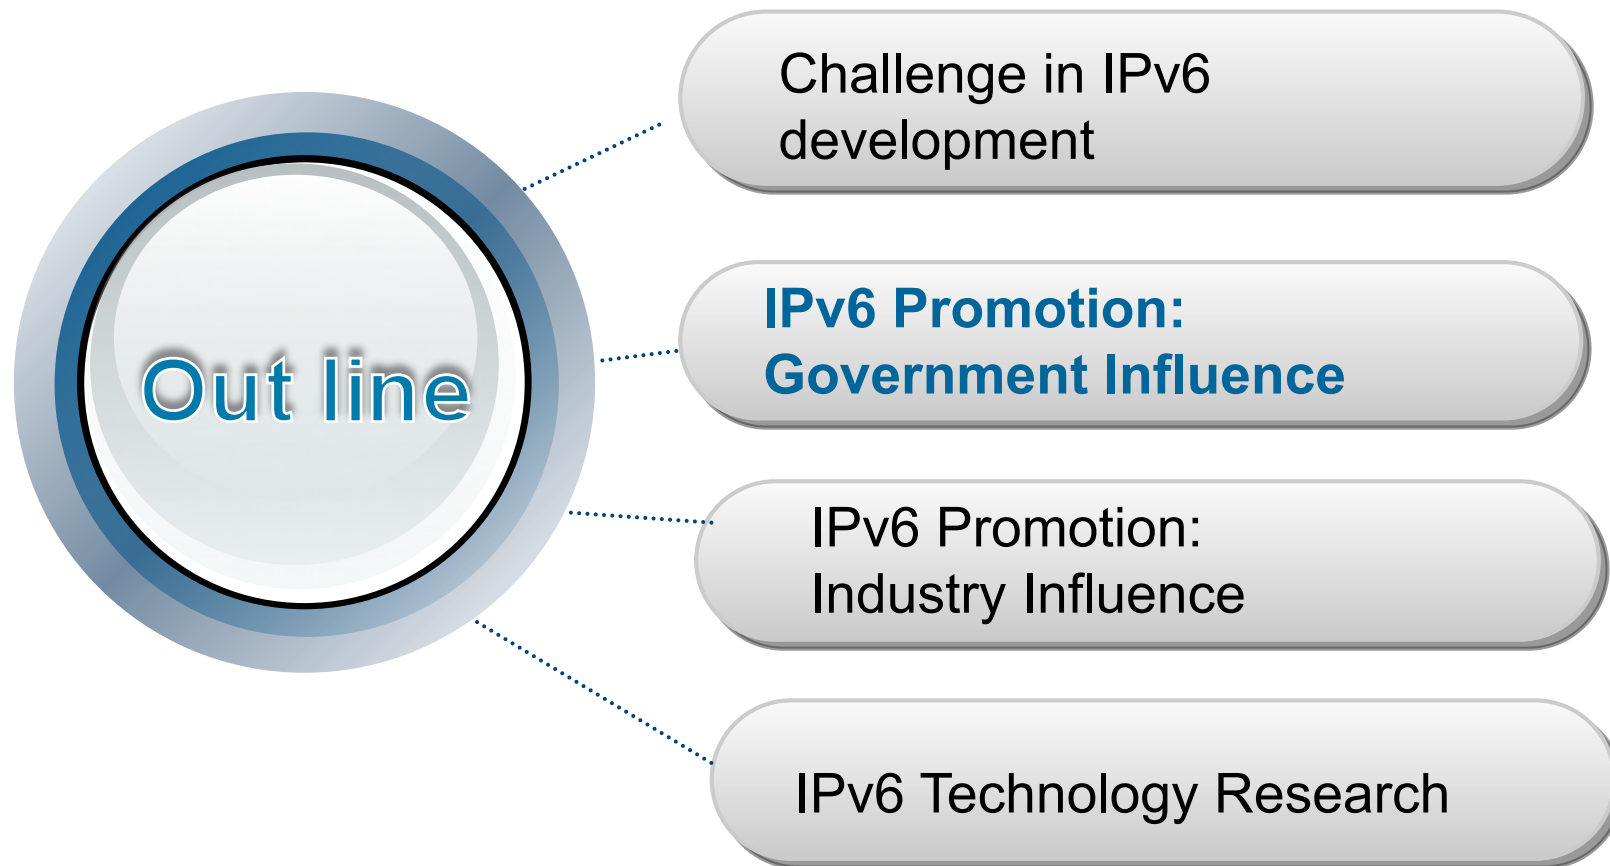 Out line
Challenge in IPv6
development
IPv6 Promotion:
Government Influence
IPv6 Promotion:
Industry Influence
IPv6 Technology Research